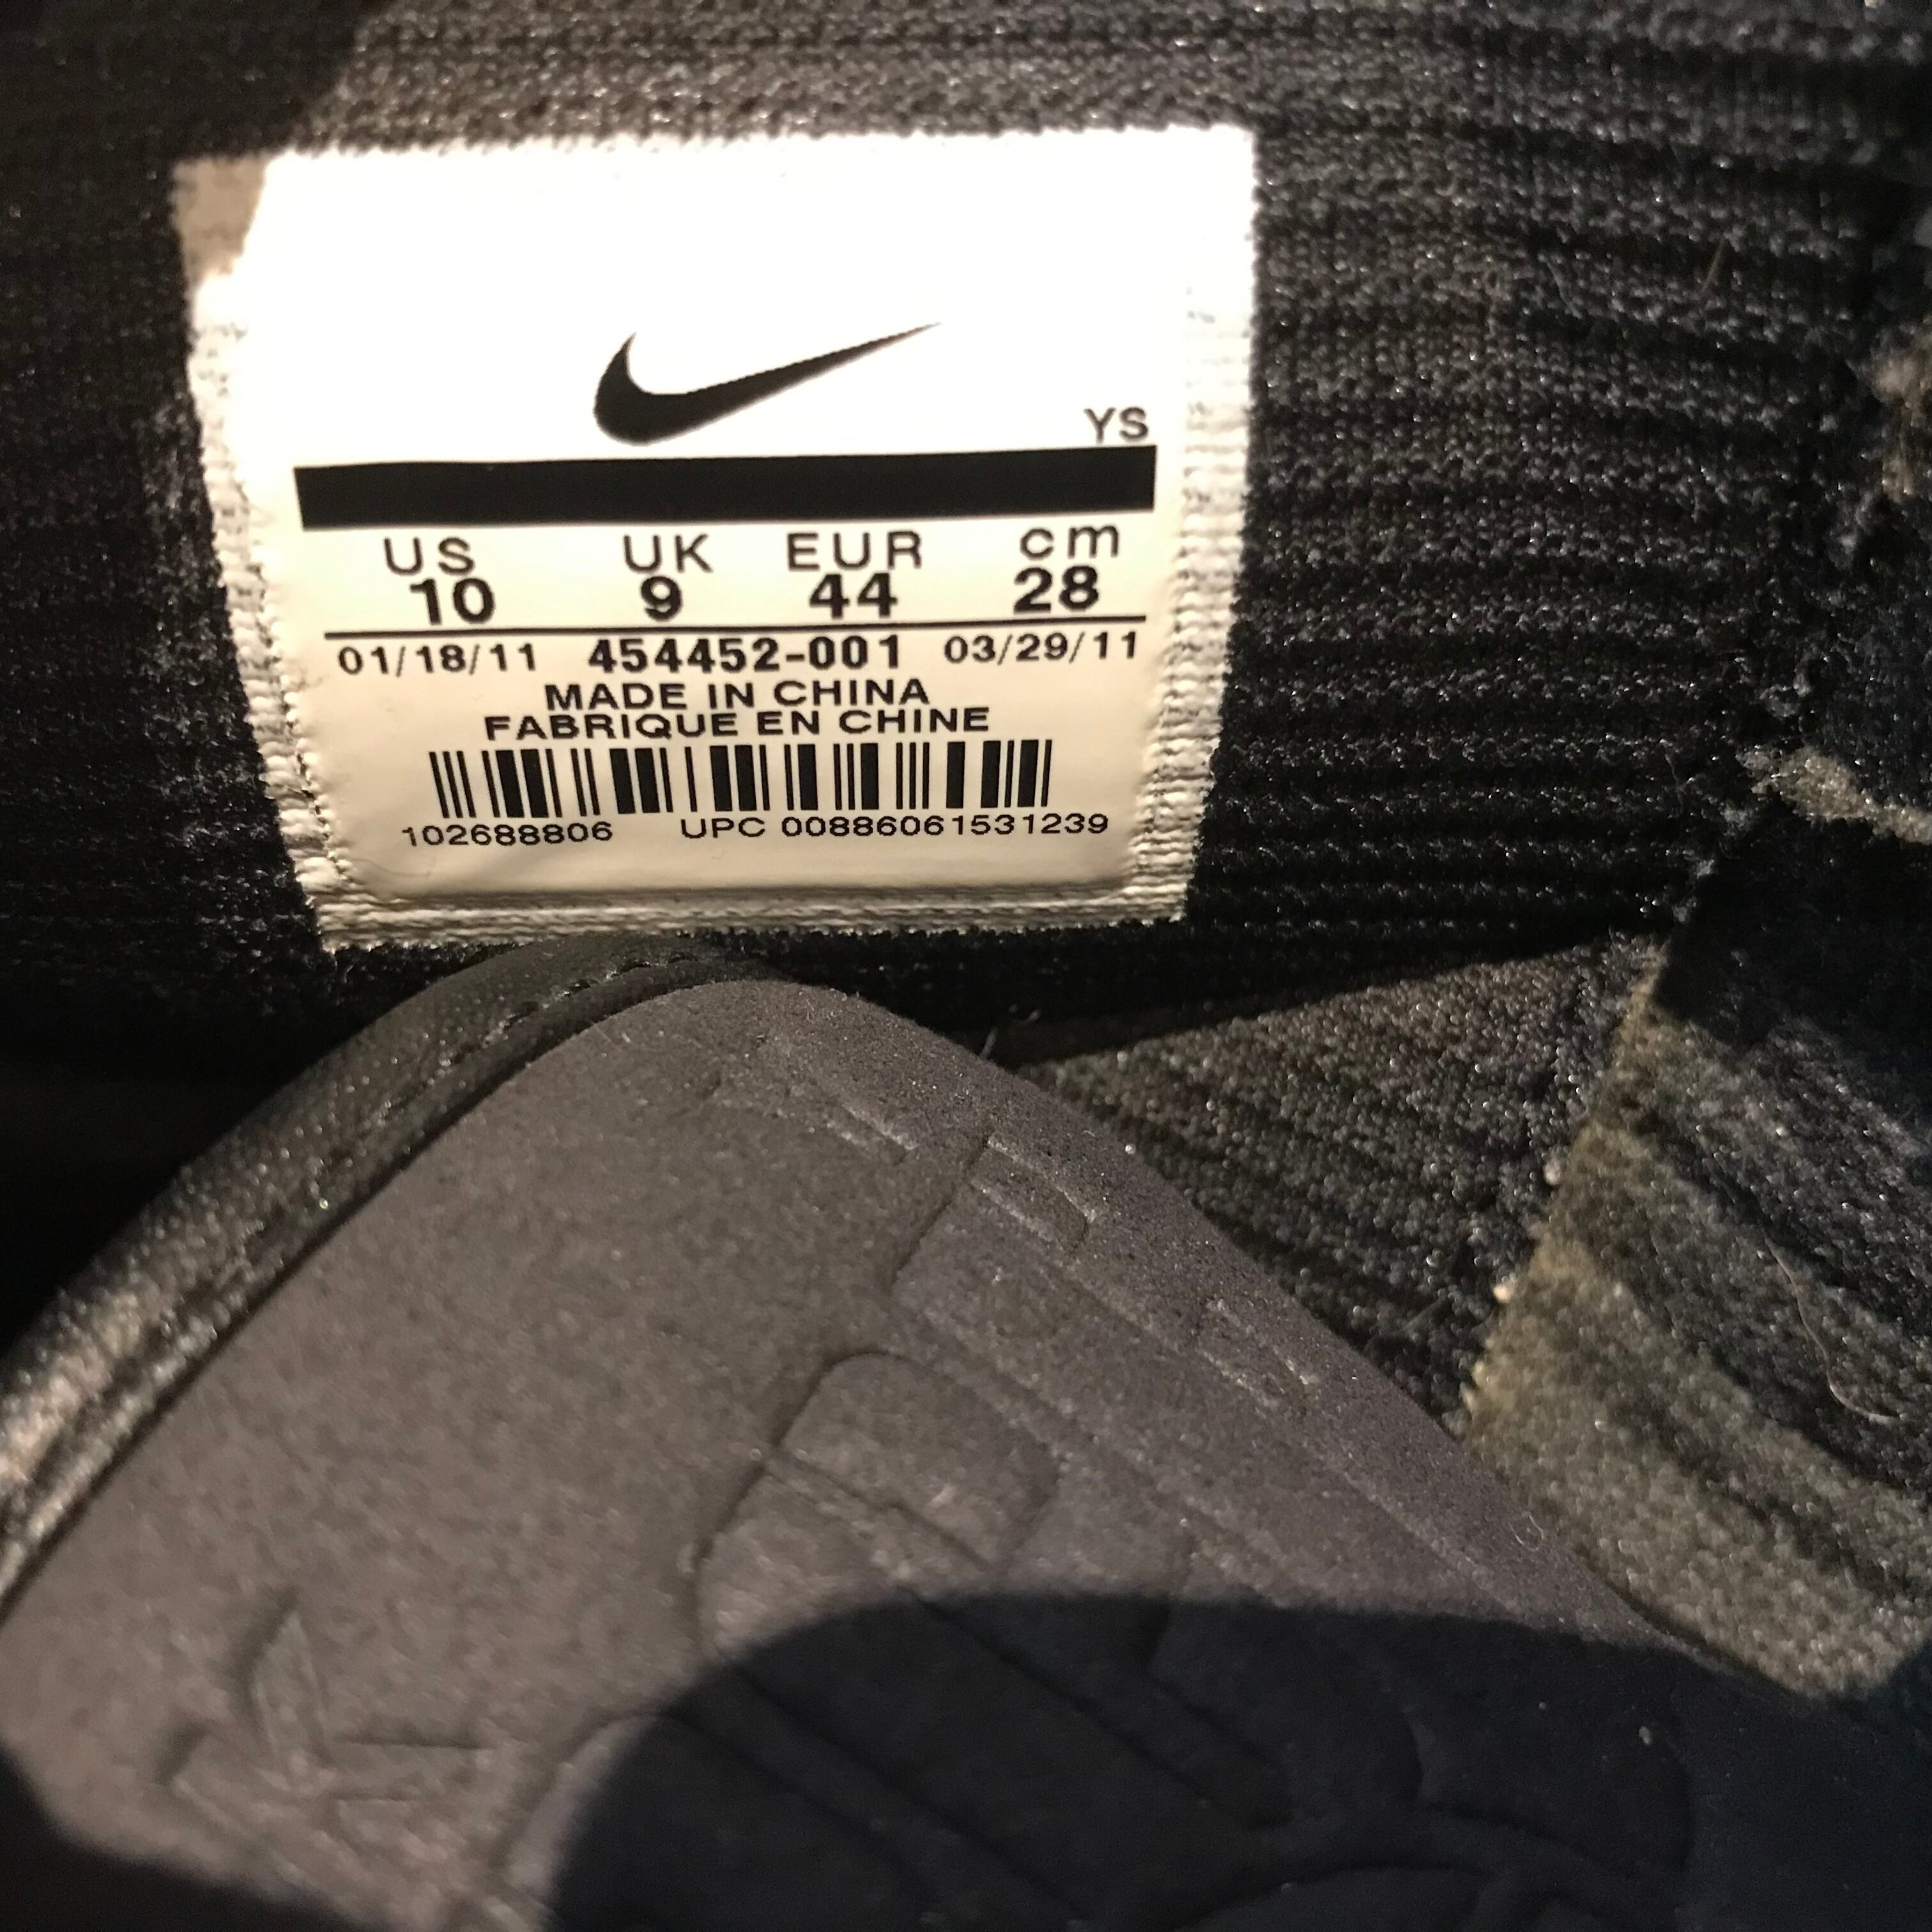 YS
US UK EUR cm
10 9 44 28
01/18/11 454452-001 03/29/11
MADE IN CHINA
FABRIQUE EN CHINE
102688806 UPC 00886061531239